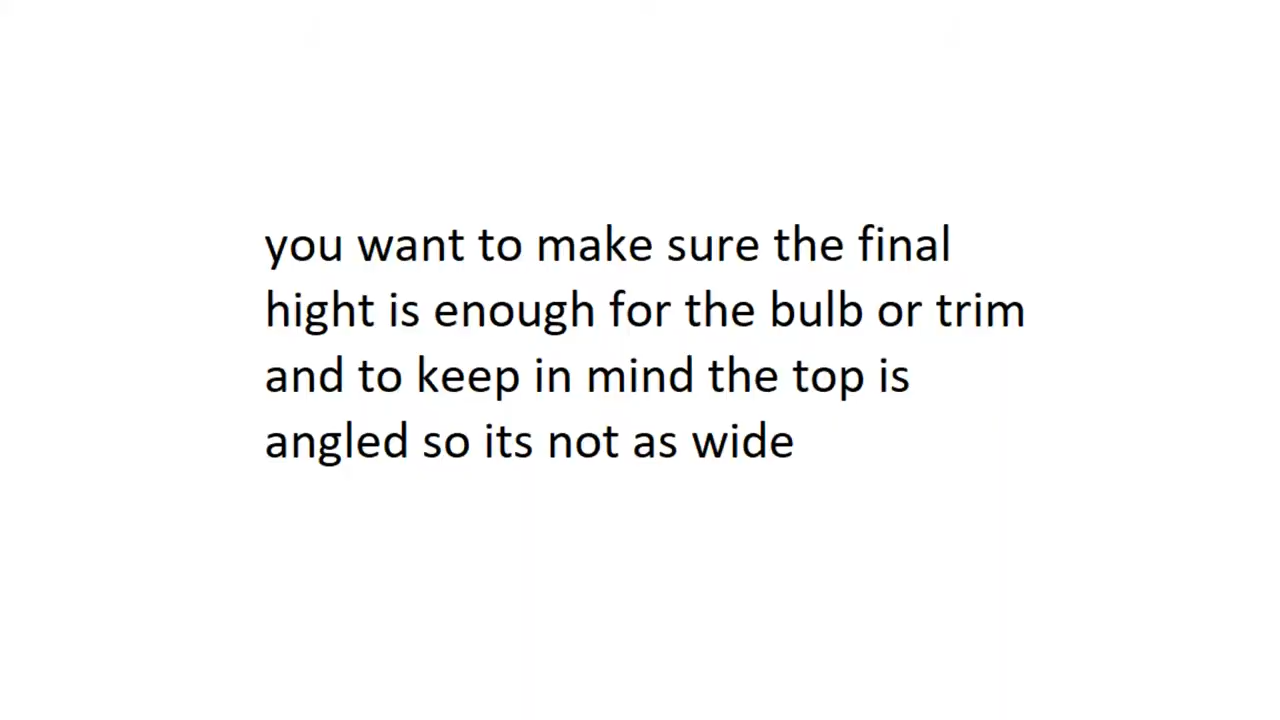 you want to make sure the final
hight is enough for the bulb or trim
and to keep in mind the top is
angled so its not as wide